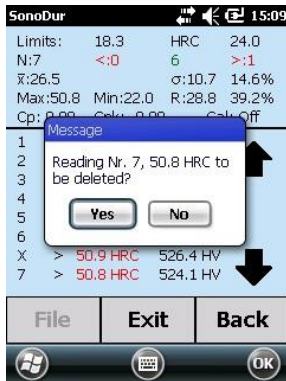 SonoDur 15:09
Limits: 18.3 HRC 24.0
N:7 <:0 6 >:1
x̄:26.5 σ:10.7 14.6%
Max:50.8 Min:22.0 R:28.8 39.2%
Cp: Off
Message
1
2
Reading Nr. 7, 50.8 HRC to
3
be deleted?
4
5
Yes No
6
X > 50.9 HRC 526.4 HV
7 > 50.8 HRC 524.1 HV
File Exit Back
OK